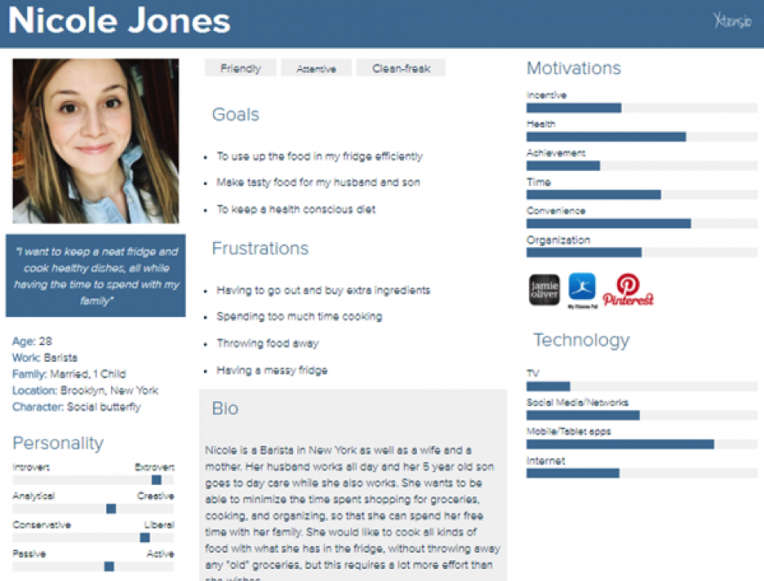 Nicole Jones
Xtensio
"I want to keep a neat fridge and
cook healthy dishes, all while
having the time to spend with my
family"
Age: 28
Work: Barista
Family: Married, 1 Child
Location: Brooklyn, New York
Character: Social butterfly
Personality
Introvert Extrovert
Analytical Creative
Conservative Liberal
Passive Active
Friendly Attentive Clean-freak
Goals
• To use up the food in my fridge efficiently
• Make tasty food for my husband and son
• To keep a health conscious diet
Frustrations
• Having to go out and buy extra ingredients
• Spending too much time cooking
• Throwing food away
• Having a messy fridge
Bio
Nicole is a Barista in New York as well as a wife and a
mother. Her husband works all day and her 5 year old son
goes to day care while she also works. She wants to be
able to minimize the time spent shopping for groceries,
cooking, and organizing, so that she can spend her free
time with her family. She would like to cook all kinds of
food with what she has in the fridge, without throwing away
any "old" groceries, but this requires a lot more effort than
she wishes.
Motivations
Incentive
Health
Achievement
Time
Convenience
Organization
jamie
oliver
My Fitness Pal
Pinterest
Technology
TV
Social Media/Networks
Mobile/Tablet apps
Internet